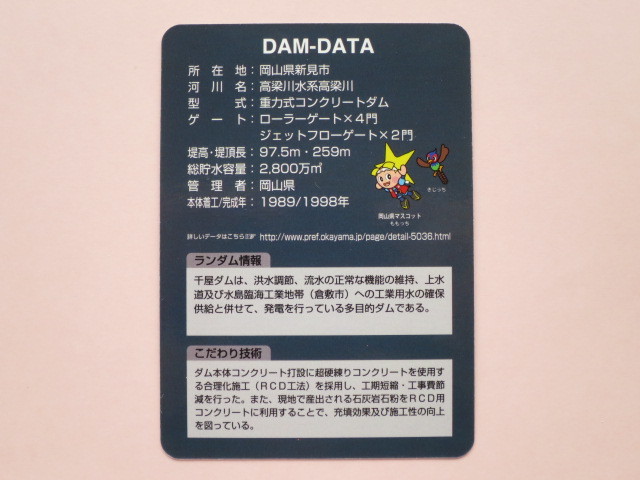 DAM-DATA
所在地：岡山県新見市
河川名：高梁川水系高梁川
型式：重力式コンクリートダム
ゲート：ローラーゲート×4門
ジェットフローゲート×2門
堤高・堤頂長：97.5m・259m
総貯水容量：2,800万㎥
管理者：岡山県
本体着工/完成年：1989/1998年
きじっち
岡山県マスコット
ももっち
詳しいデータはこちら http://www.pref.okayama.jp/page/detail-5036.html
ランダム情報
千屋ダムは、洪水調節、流水の正常な機能の維持、上水
道及び水島臨海工業地帯（倉敷市）への工業用水の確保
供給と併せて、発電を行っている多目的ダムである。
こだわり技術
ダム本体コンクリート打設に超硬練りコンクリートを使用す
る合理化施工（RCD工法）を採用し、工期短縮・工事費節
減を行った。また、現地で産出される石灰岩石粉をRCD用
コンクリートに利用することで、充填効果及び施工性の向上
を図っている。